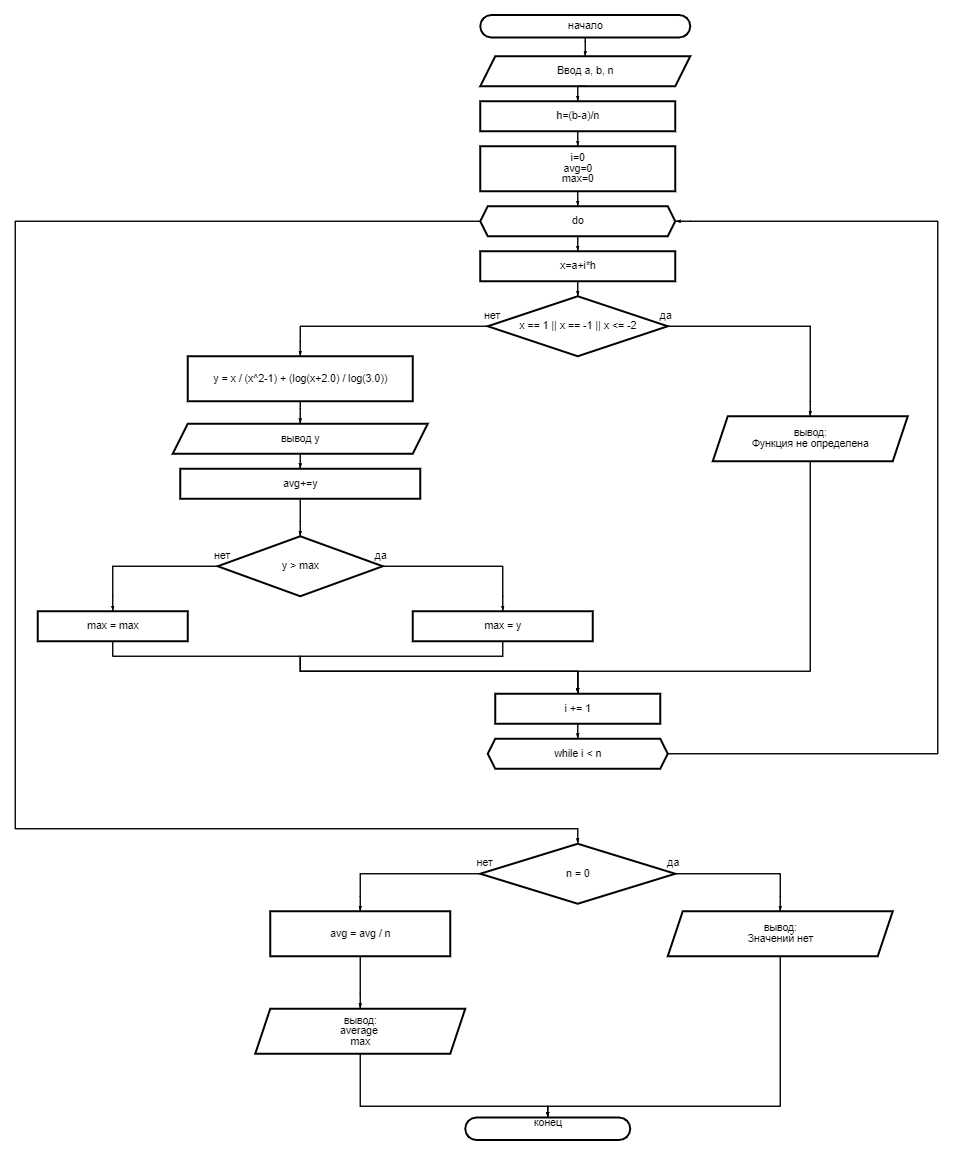 начало
Ввод a, b, n
h=(b-a)/n
i=0
avg=0
max=0
do
x=a+i*h
нет
x == 1 || x == -1 || x <= -2
да
y = x / (x^2-1) + (log(x+2.0) / log(3.0))
вывод y
вывод:
Функция не определена
avg+=y
нет
y > max
да
max = max
max = y
i += 1
while i < n
нет
n = 0
да
avg = avg / n
вывод:
Значений нет
вывод:
average
max
конец